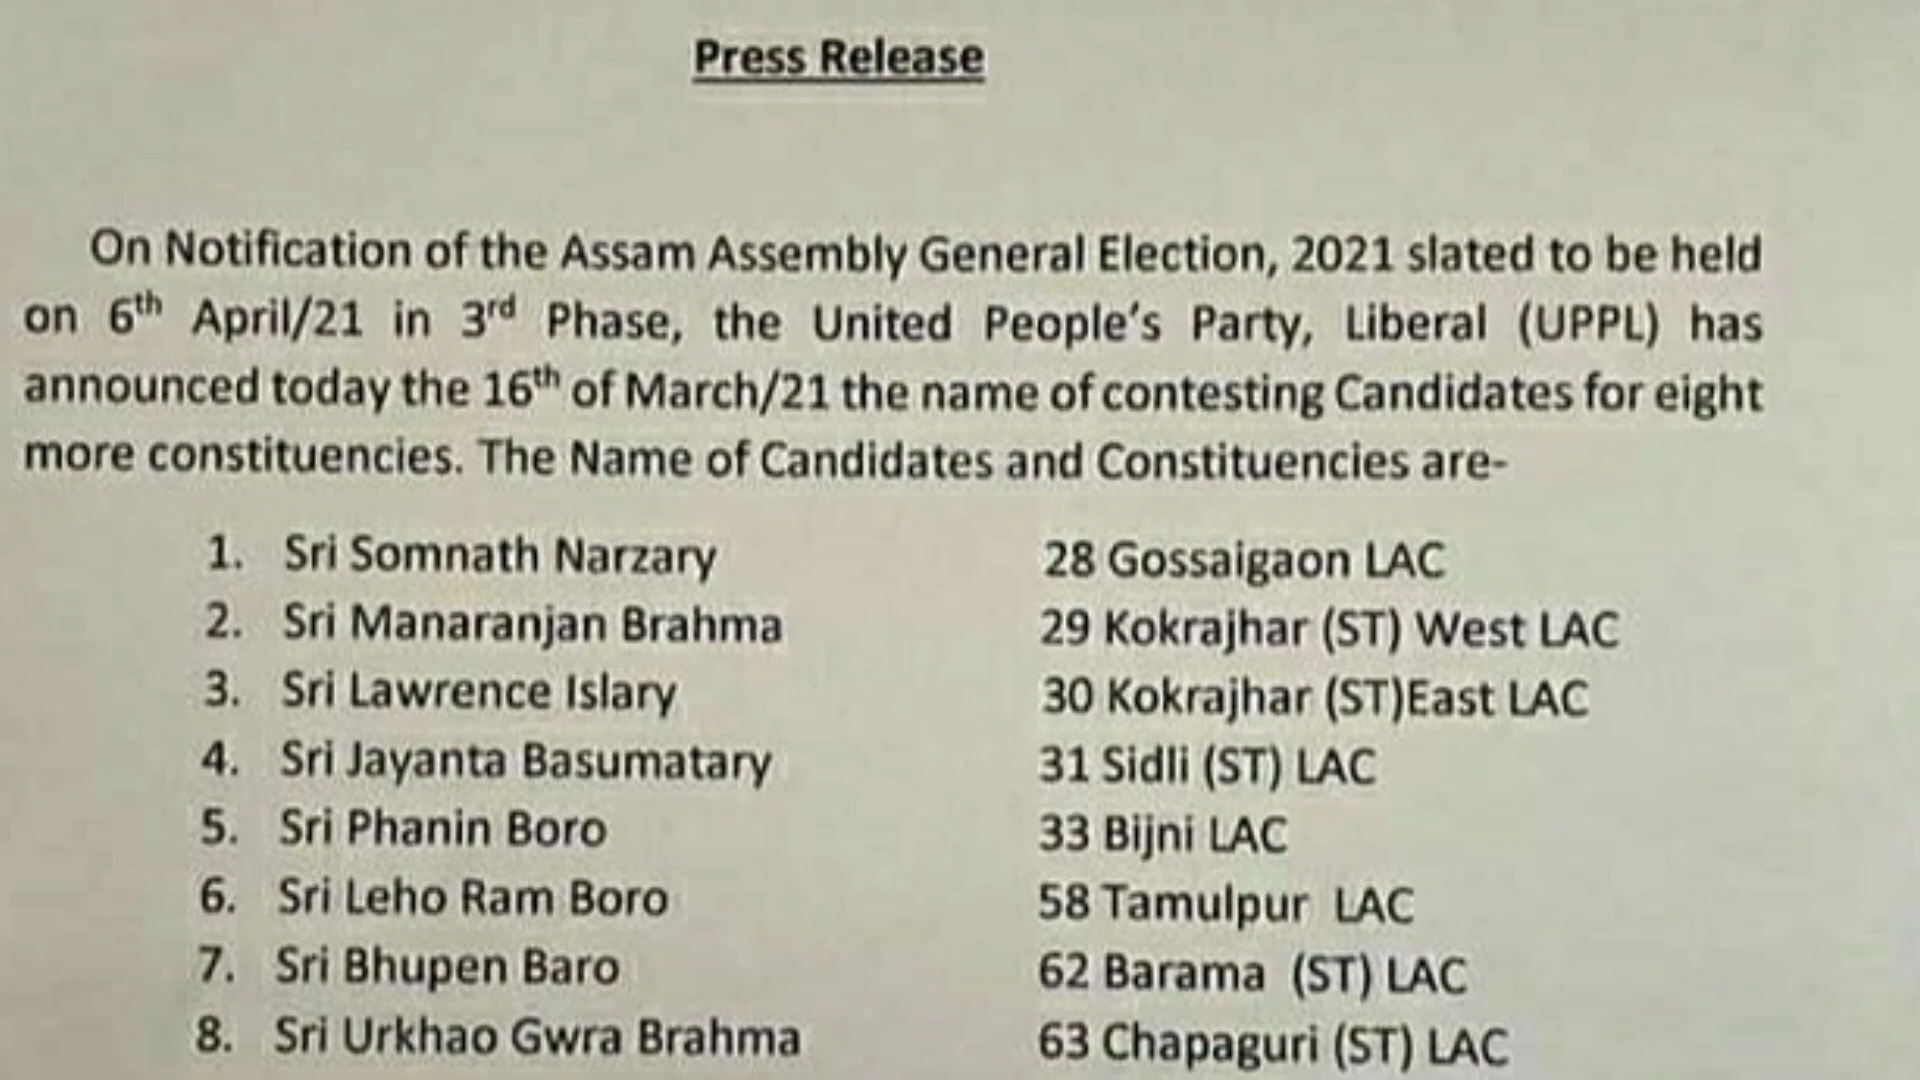 Press Release
On Notification of the Assam Assembly General Election, 2021 slated to be held
on 6th April/21 in 3rd Phase, the United People's Party, Liberal (UPPL) has
announced today the 16th of March/21 the name of contesting Candidates for eight
more constituencies. The Name of Candidates and Constituencies are-
1. Sri Somnath Narzary 28 Gossaigaon LAC
2. Sri Manaranjan Brahma 29 Kokrajhar (ST) West LAC
3. Sri Lawrence Islary 30 Kokrajhar (ST)East LAC
4. Sri Jayanta Basumatary 31 Sidli (ST) LAC
5. Sri Phanin Boro 33 Bijni LAC
6. Sri Leho Ram Boro 58 Tamulpur LAC
7. Sri Bhupen Baro 62 Barama (ST) LAC
8. Sri Urkhao Gwra Brahma 63 Chapaguri (ST) LAC